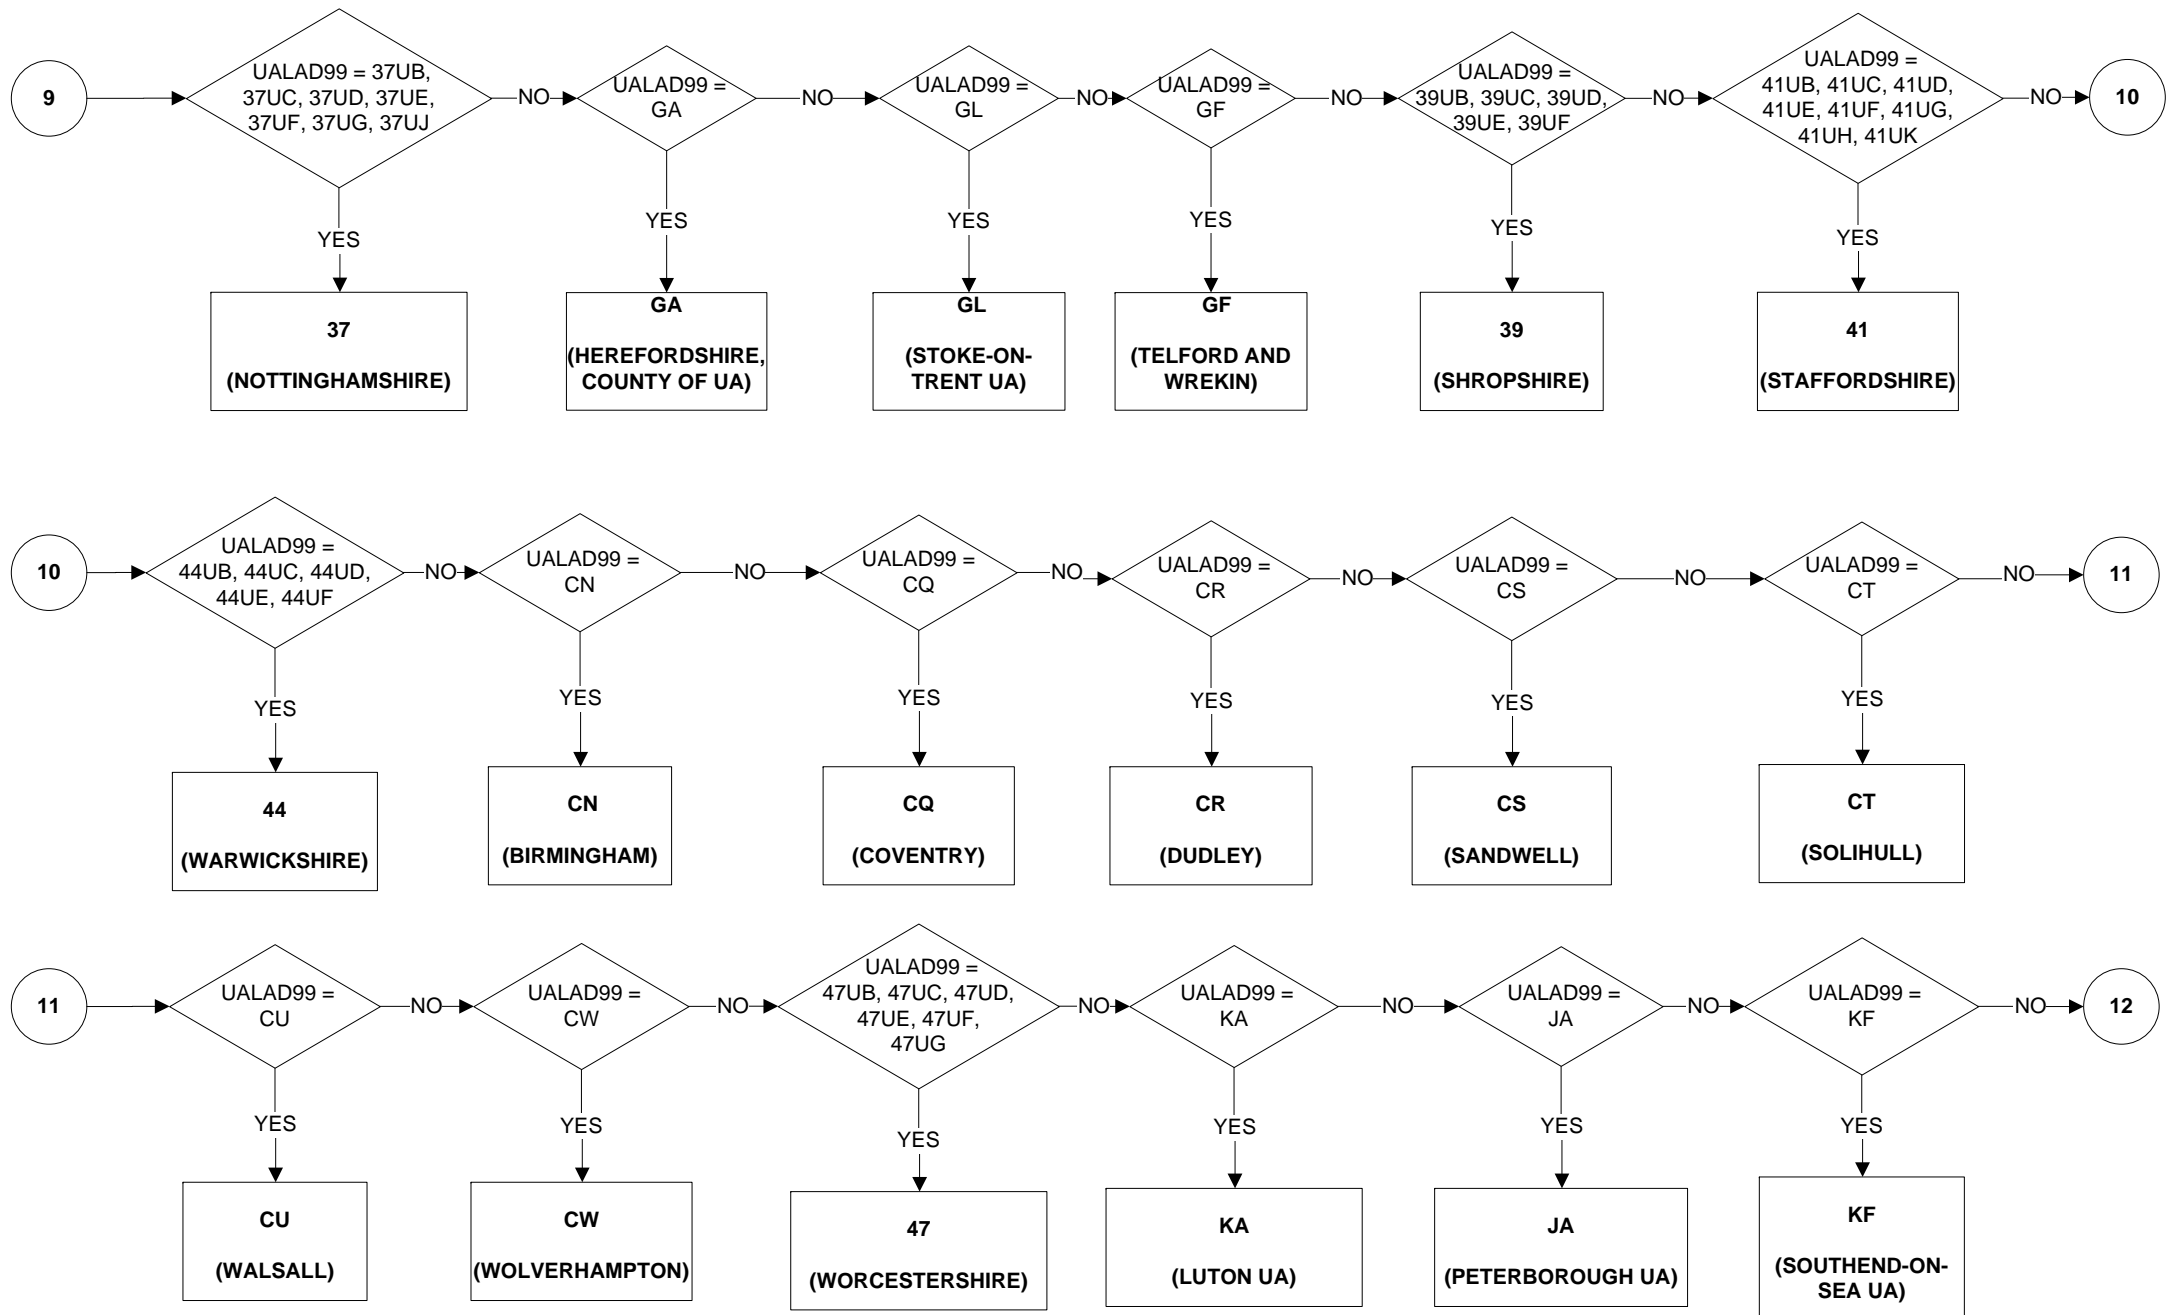 9
UALAD99 = 37UB,
37UC, 37UD, 37UE,
37UF, 37UG, 37UJ
NO
UALAD99 =
GA
NO
UALAD99 =
GL
NO
UALAD99 =
GF
NO
UALAD99 =
39UB, 39UC, 39UD,
39UE, 39UF
NO
UALAD99 =
41UB, 41UC, 41UD,
41UE, 41UF, 41UG,
41UH, 41UK
NO
10
YES
YES
YES
YES
YES
YES
37
(NOTTINGHAMSHIRE)
GA
(HEREFORDSHIRE,
COUNTY OF UA)
GL
(STOKE-ON-
TRENT UA)
GF
(TELFORD AND
WREKIN)
39
(SHROPSHIRE)
41
(STAFFORDSHIRE)
10
UALAD99 =
44UB, 44UC, 44UD,
44UE, 44UF
NO
UALAD99 =
CN
NO
UALAD99 =
CQ
NO
UALAD99 =
CR
NO
UALAD99 =
CS
NO
UALAD99 =
CT
NO
11
YES
YES
YES
YES
YES
YES
44
(WARWICKSHIRE)
CN
(BIRMINGHAM)
CQ
(COVENTRY)
CR
(DUDLEY)
CS
(SANDWELL)
CT
(SOLIHULL)
11
UALAD99 =
CU
NO
UALAD99 =
CW
NO
UALAD99 =
47UB, 47UC, 47UD,
47UE, 47UF,
47UG
NO
UALAD99 =
KA
NO
UALAD99 =
JA
NO
UALAD99 =
KF
NO
12
YES
YES
YES
YES
YES
YES
CU
(WALSALL)
CW
(WOLVERHAMPTON)
47
(WORCESTERSHIRE)
KA
(LUTON UA)
JA
(PETERBOROUGH UA)
KF
(SOUTHEND-ON-
SEA UA)